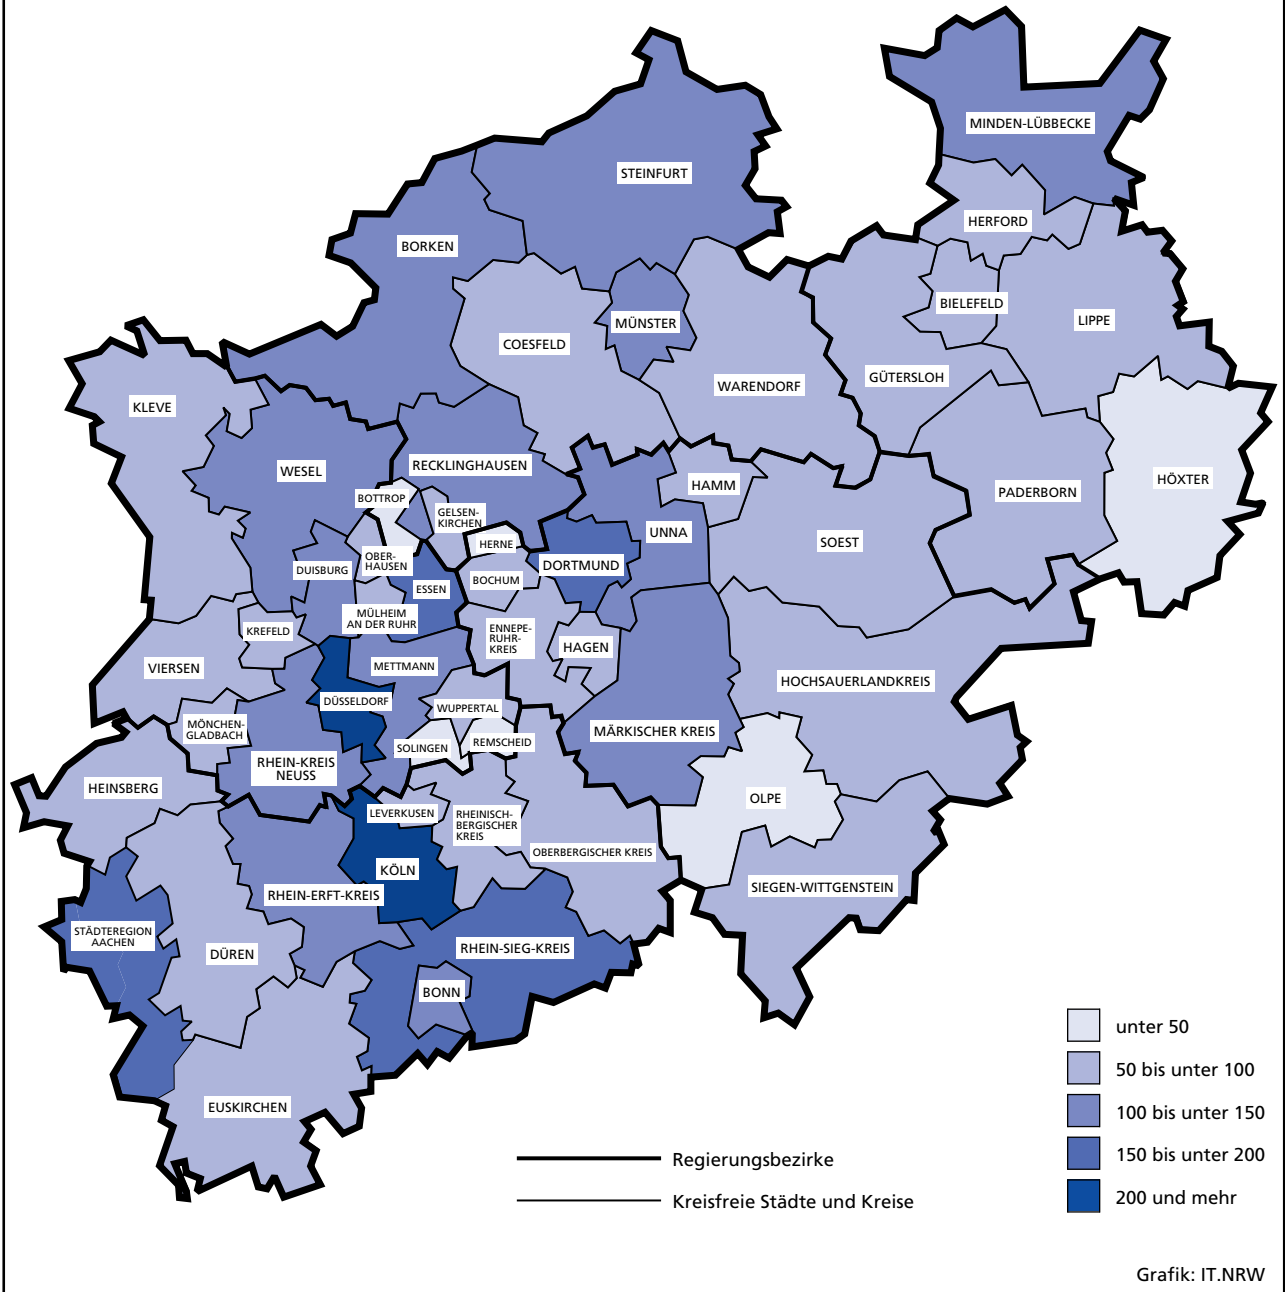 MINDEN-LÜBBECKE
STEINFURT
HERFORD
BORKEN
BIELEFELD
LIPPE
MÜNSTER
COESFELD
GÜTERSLOH
WARENDORF
KLEVE
RECKLINGHAUSEN
WESEL
HÖXTER
HAMM
PADERBORN
BOTTROP
GELSEN-
KIRCHEN
UNNA
SOEST
HERNE
OBER-
HAUSEN
DORTMUND
DUISBURG
BOCHUM
ESSEN
MÜLHEIM
AN DER RUHR
KREFELD
ENNEPE-
RUHR-
KREIS
HAGEN
VIERSEN
METTMANN
HOCHSAUERLANDKREIS
DÜSSELDORF
WUPPERTAL
MÖNCHEN-
GLADBACH
MÄRKISCHER KREIS
REMSCHEID
SOLINGEN
RHEIN-KREIS
NEUSS
HEINSBERG
OLPE
LEVERKUSEN
RHEINISCH-
BERGISCHER
KREIS
OBERBERGISCHER KREIS
KÖLN
SIEGEN-WITTGENSTEIN
RHEIN-ERFT-KREIS
STÄDTEREGION
AACHEN
RHEIN-SIEG-KREIS
DÜREN
BONN
EUSKIRCHEN
unter 50
50 bis unter 100
100 bis unter 150
150 bis unter 200
200 und mehr
Regierungsbezirke
Kreisfreie Städte und Kreise
Grafik: IT.NRW